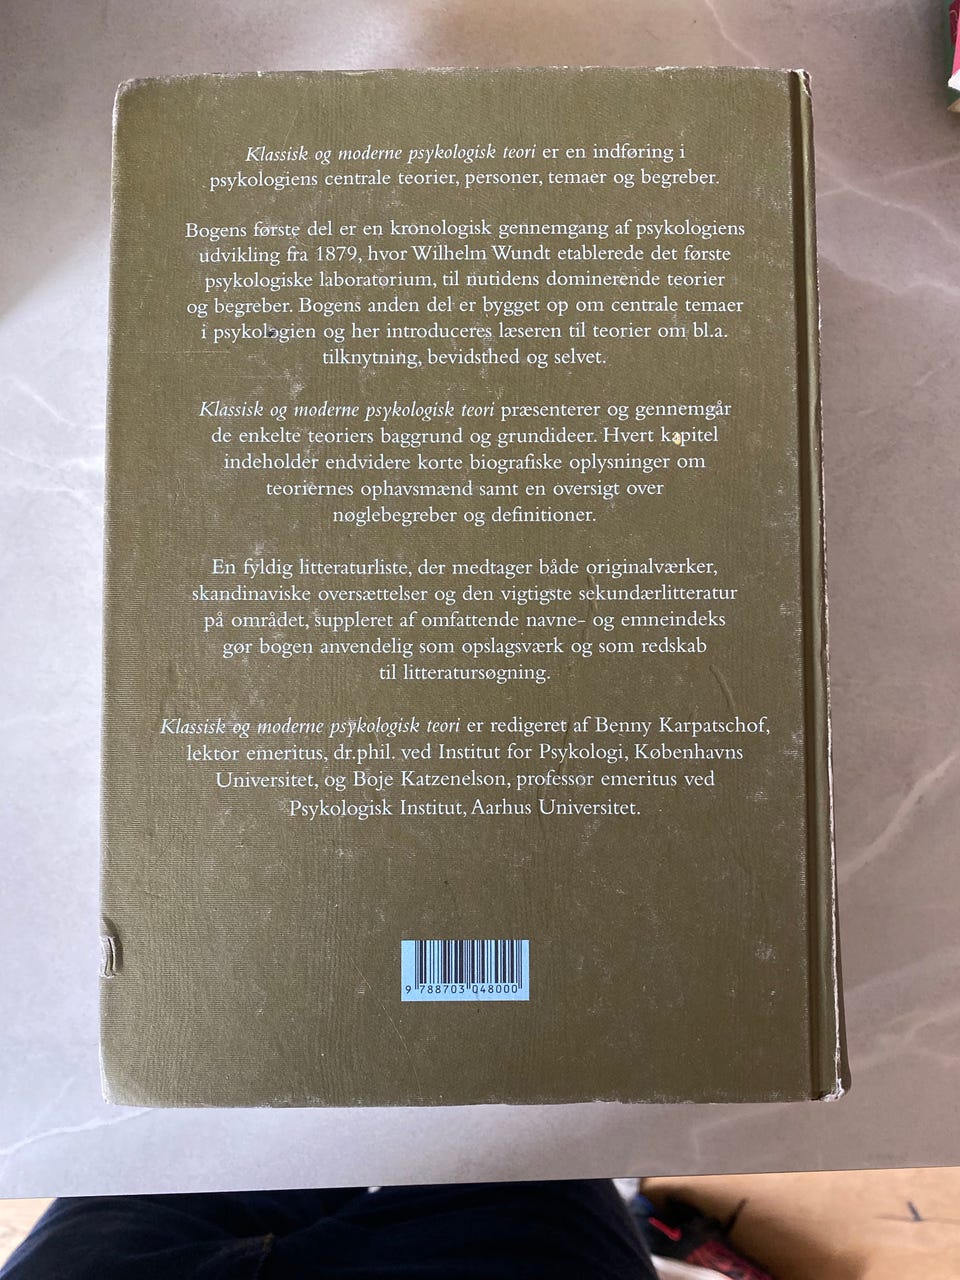 Klassisk og moderne psykologisk teori er en indføring i
psykologiens centrale teorier, personer, temaer og begreber.
Bogens første del er en kronologisk gennemgang af psykologiens
udvikling fra 1879, hvor Wilhelm Wundt etablerede det første
psykologiske laboratorium, til nutidens dominerende teorier
og begreber. Bogens anden del er bygget op om centrale temaer
i psykologien og her introduceres læseren til teorier om bl.a.
tilknytning, bevidsthed og selvet.
Klassisk og moderne psykologisk teori præsenterer og gennemgår
de enkelte teoriers baggrund og grundideer. Hvert kapitel
indeholder endvidere korte biografiske oplysninger om
teoriernes ophavsmænd samt en oversigt over
nøglebegreber og definitioner.
En fyldig litteraturliste, der medtager både originalværker,
skandinaviske oversættelser og den vigtigste sekundærlitteratur
på området, suppleret af omfattende navne- og emneindeks
gør bogen anvendelig som opslagsværk og som redskab
til litteratursøgning.
Klassisk og moderne psykologisk teori er redigeret af Benny Karpatschof,
lektor emeritus, dr.phil. ved Institut for Psykologi, Københavns
Universitet, og Boje Katzenelson, professor emeritus ved
Psykologisk Institut, Aarhus Universitet.
9 788703 048000